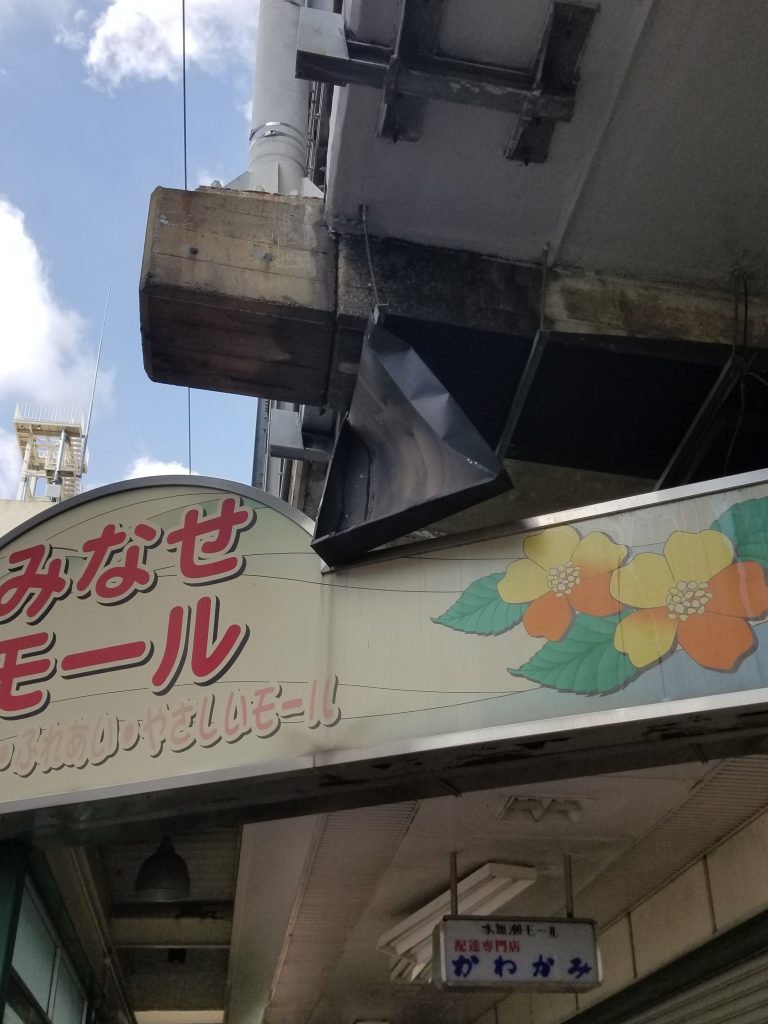 みなせ
モール
・ふれあい・やさしいモール
水無瀬モール
配達専門店
かわかみ